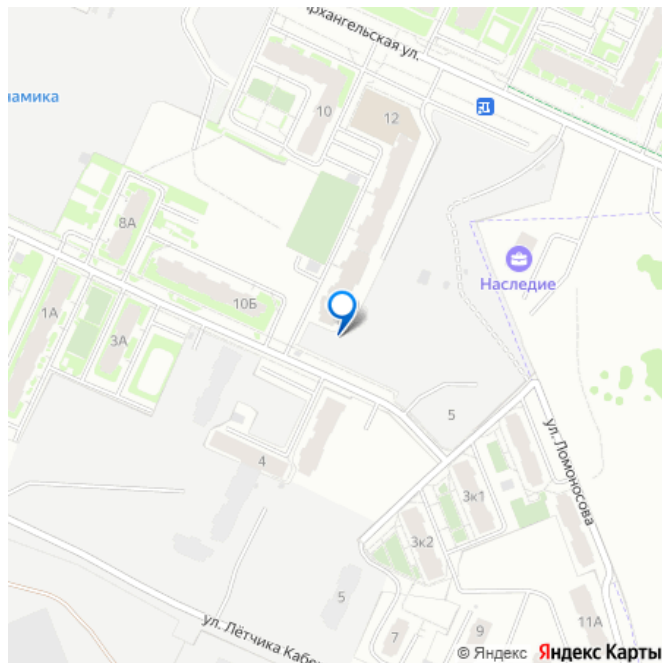 Архангельская ул.
намика
10
12
8А
Наследие
10Б
1А
3А
5
4
ул. Ломоносова
3к1
3к2
5
ул. Лётчика Кабе
7
9
11А
© Яндекс Яндекс Карты